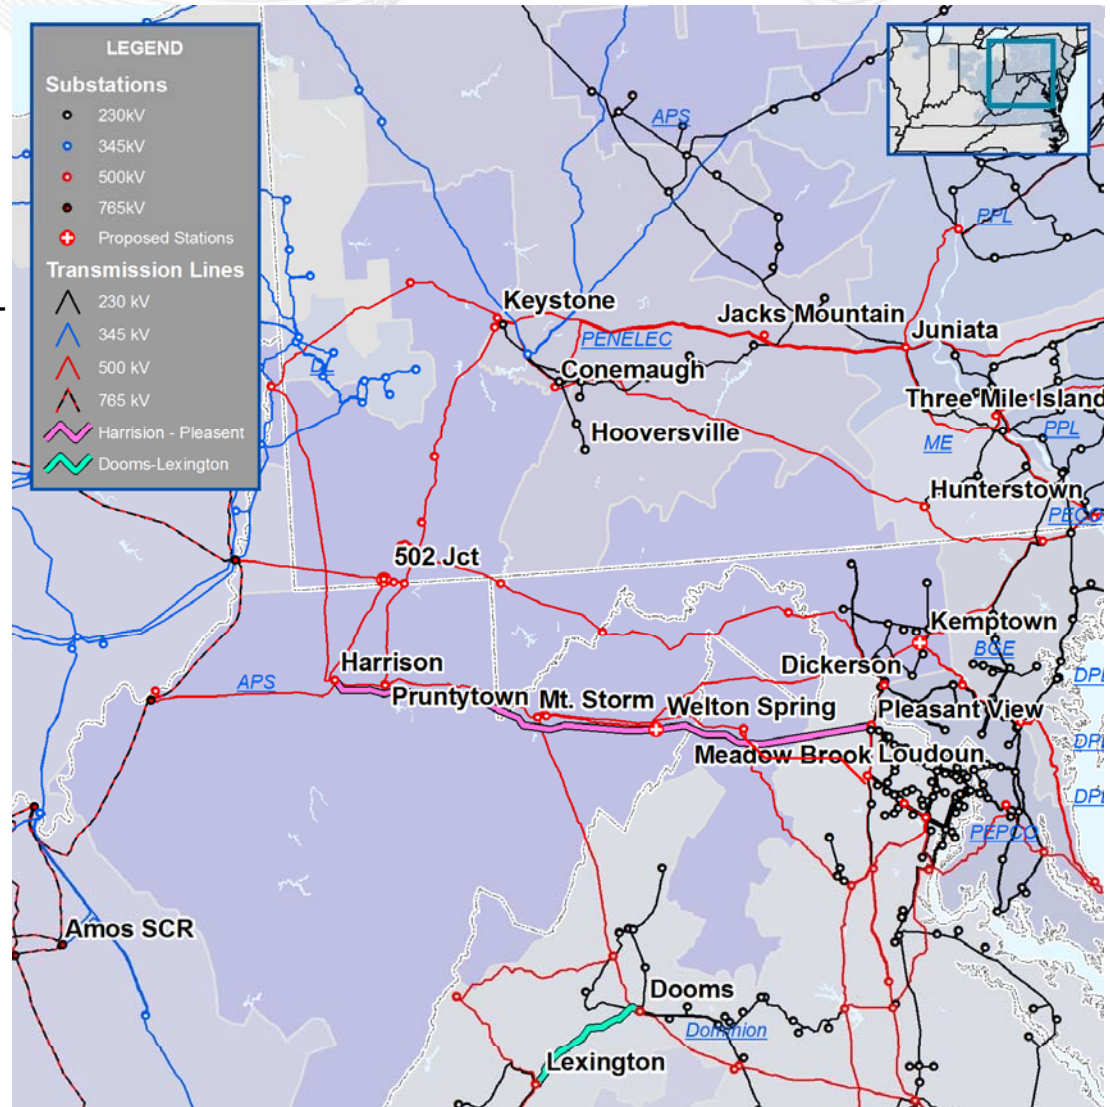 LEGEND
Substations
230kV
345kV
500kV
765kV
Proposed Stations
Transmission Lines
230 kV
345 kV
500 kV
765 kV
Harrision - Pleasent
Dooms-Lexington
APS
PPL
Keystone
Jacks Mountain
Juniata
PENELEC
DL
Conemaugh
Three Mile Island
Hooversville
ME
PPL
Hunterstown
PECO
502 Jct
Kemptown
BGE
Harrison
Dickerson
DPL
APS
Pruntytown
Mt. Storm
Welton Spring
Pleasant View
Meadow Brook
Loudoun
PEPCO
Amos SCR
Dooms
Dominion
Lexington